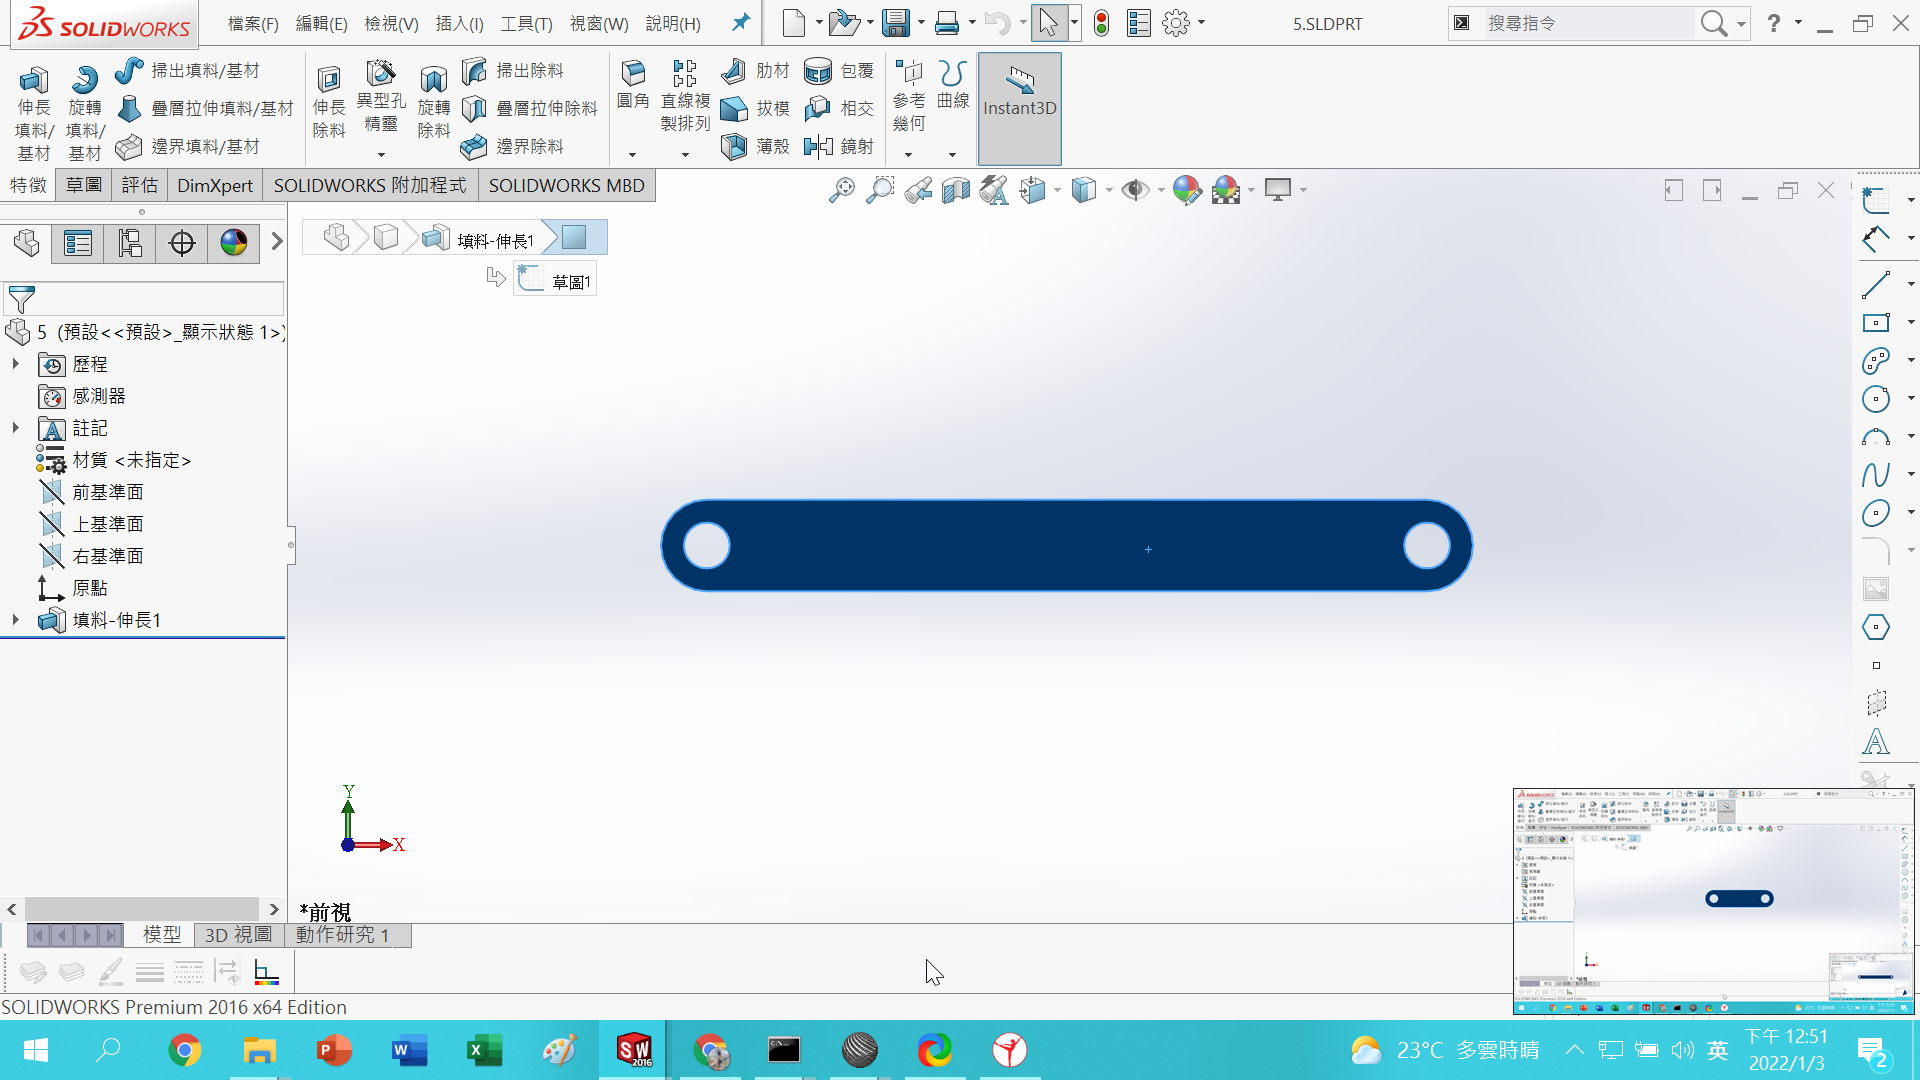 SOLIDWORKS
檔案(F) 編輯(E) 檢視(V) 插入(I) 工具(T) 視窗(W) 說明(H)
5.SLDPRT
搜尋指令
伸長填料/基材
旋轉填料/基材
掃出填料/基材
疊層拉伸填料/基材
邊界填料/基材
伸長除料
異型孔精靈
旋轉除料
掃出除料
疊層拉伸除料
邊界除料
圓角
直線複製排列
肋材
拔模
薄殼
包覆
相交
鏡射
參考幾何
曲線
Instant3D
特徵 草圖 評估 DimXpert SOLIDWORKS 附加程式 SOLIDWORKS MBD
填料-伸長1
草圖1
5 (預設<<預設>_顯示狀態 1>)
歷程
感測器
註記
材質 <未指定>
前基準面
上基準面
右基準面
原點
填料-伸長1
Y
X
*前視
模型 3D 視圖 動作研究 1
SOLIDWORKS Premium 2016 x64 Edition
SW 2016
23°C 多雲時晴
英
下午 12:51
2022/1/3
2